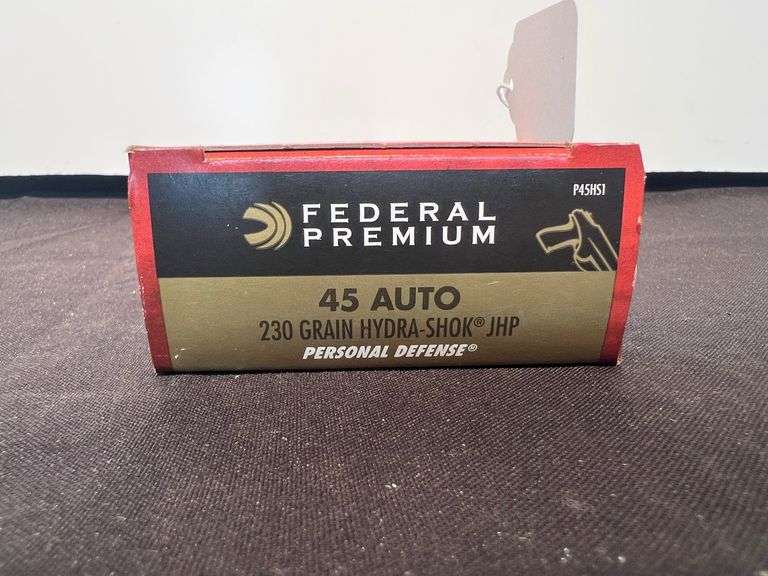 P45HS1
FEDERAL
PREMIUM
45 AUTO
230 GRAIN HYDRA-SHOK® JHP
PERSONAL DEFENSE®